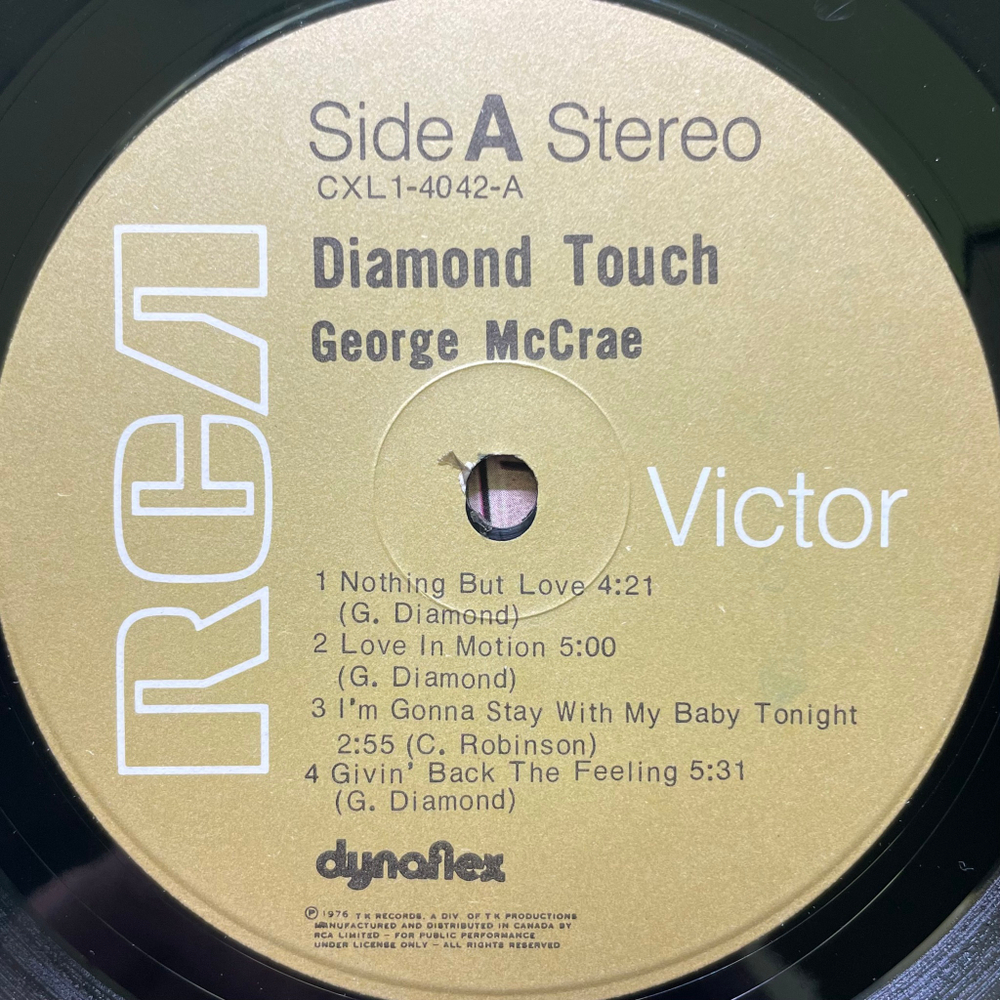 Side A Stereo
CXL1-4042-A
Diamond Touch
George McCrae
RCA
Victor
1 Nothing But Love 4:21
(G. Diamond)
2 Love In Motion 5:00
(G. Diamond)
3 I'm Gonna Stay With My Baby Tonight
2:55 (C. Robinson)
4 Givin' Back The Feeling 5:31
(G. Diamond)
dynaflex
℗ 1976 T K RECORDS, A DIV. OF T K PRODUCTIONS
MANUFACTURED AND DISTRIBUTED IN CANADA BY
RCA LIMITED – FOR PUBLIC PERFORMANCE
UNDER LICENSE ONLY – ALL RIGHTS RESERVED